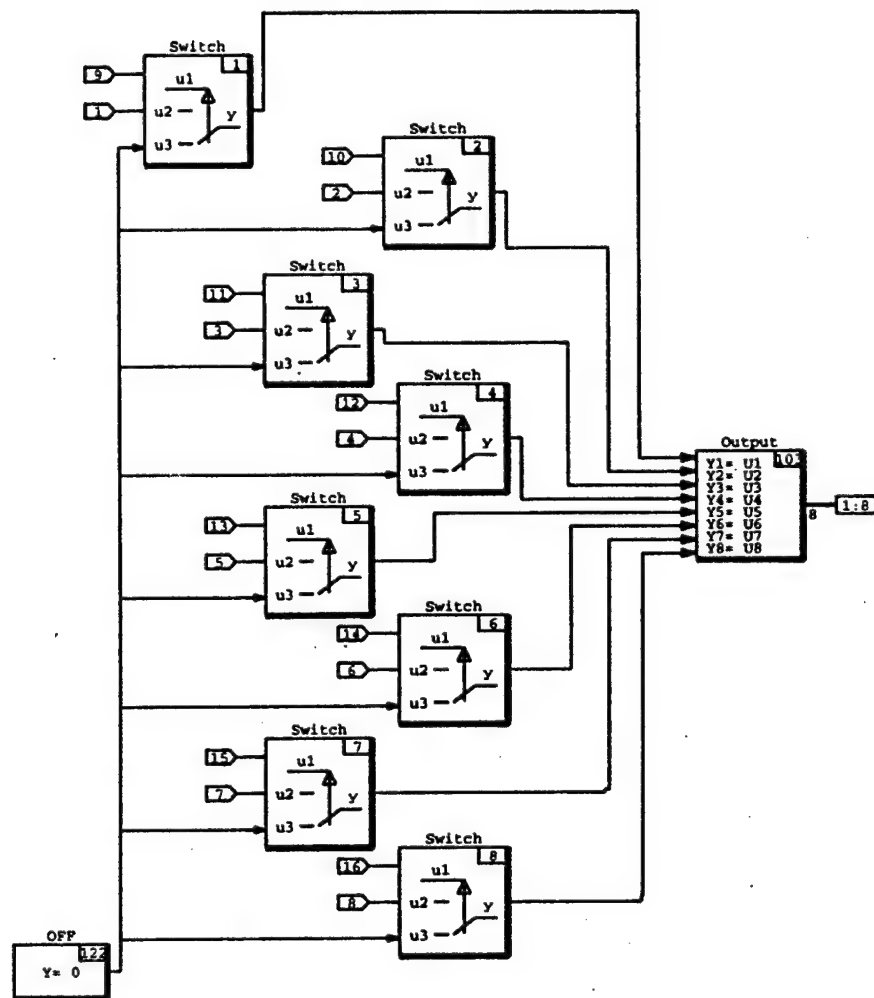 Switch
1
9
u1
1
u2
y
u3
Switch
2
10
u1
2
u2
y
u3
Switch
3
11
u1
3
u2
y
u3
Switch
4
12
u1
4
u2
y
u3
Output
103
Y1= U1
Y2= U2
Y3= U3
Y4= U4
Y5= U5
Y6= U6
Y7= U7
Y8= U8
8
1:8
Switch
5
13
u1
5
u2
y
u3
Switch
6
14
u1
6
u2
y
u3
Switch
7
15
u1
7
u2
y
u3
Switch
8
16
u1
8
u2
y
u3
OFF
122
Y= 0